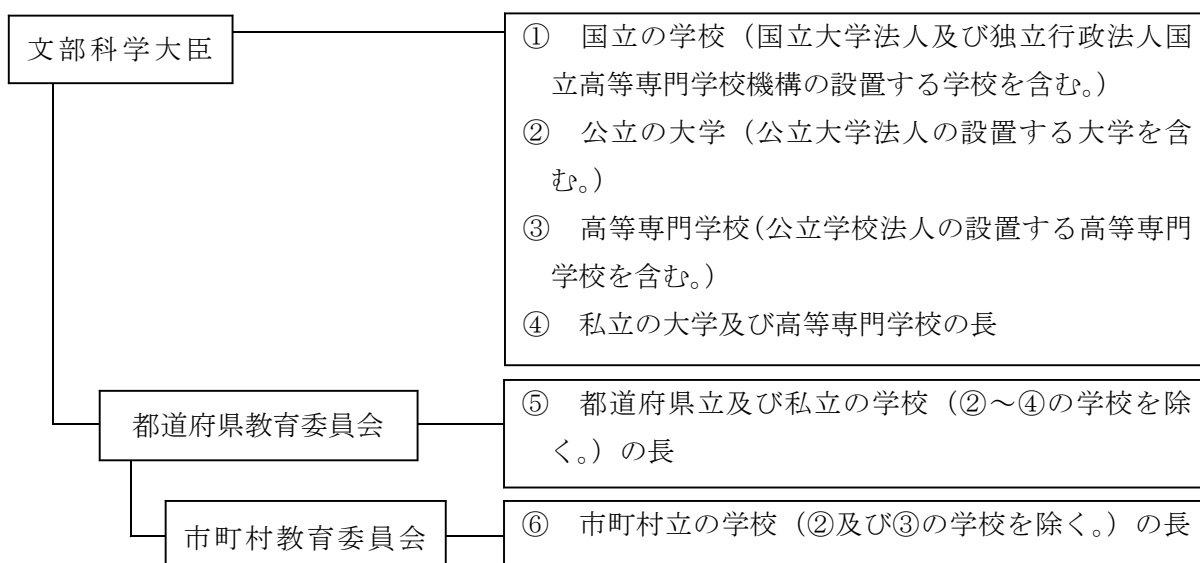 文部科学大臣
① 国立の学校（国立大学法人及び独立行政法人国
立高等専門学校機構の設置する学校を含む。）
② 公立の大学（公立大学法人の設置する大学を含
む。）
③ 高等専門学校（公立学校法人の設置する高等専門
学校を含む。）
④ 私立の大学及び高等専門学校の長
都道府県教育委員会
⑤ 都道府県立及び私立の学校（②～④の学校を除
く。）の長
市町村教育委員会
⑥ 市町村立の学校（②及び③の学校を除く。）の長